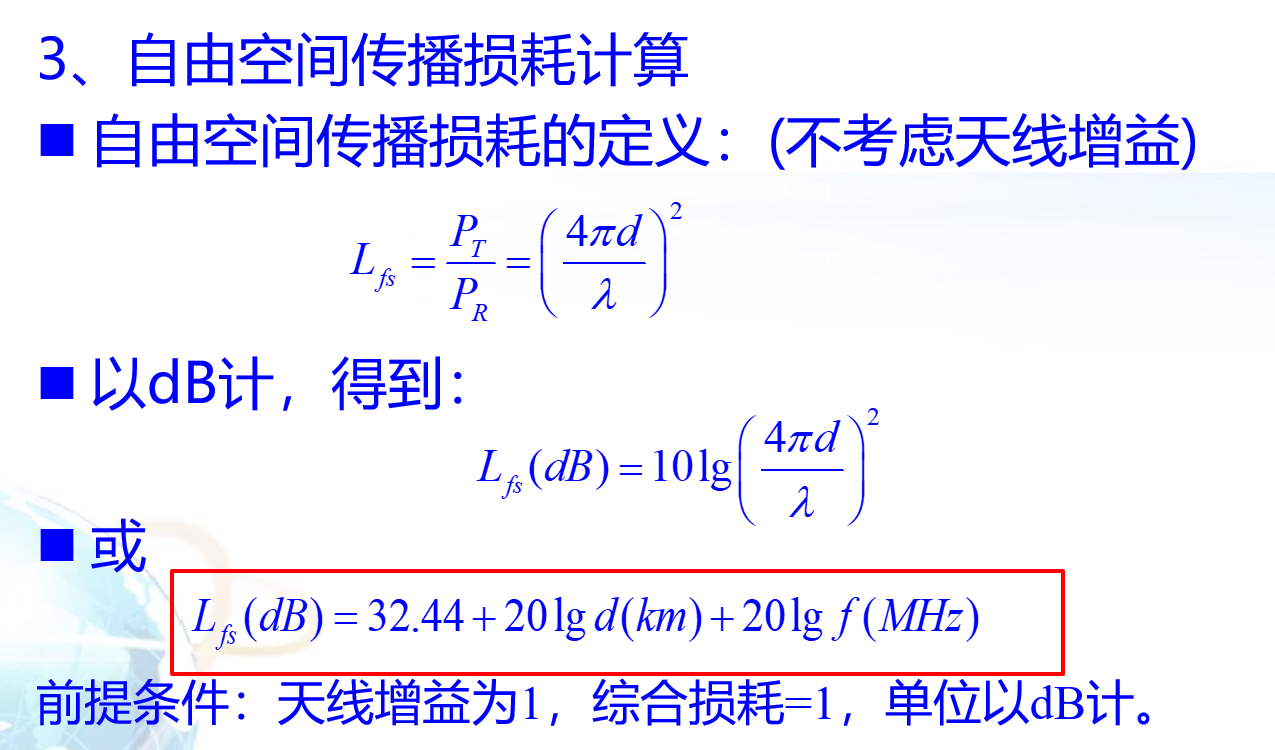 3、自由空间传播损耗计算
■ 自由空间传播损耗的定义：(不考虑天线增益)
L_{fs} = \frac{P_T}{P_R} = \left( \frac{4\pi d}{\lambda} \right)^2
■ 以dB计，得到：
L_{fs}(dB) = 10\lg\left( \frac{4\pi d}{\lambda} \right)^2
■ 或
L_{fs}(dB) = 32.44 + 20\lg d(km) + 20\lg f(MHz)
前提条件：天线增益为1，综合损耗=1，单位以dB计。